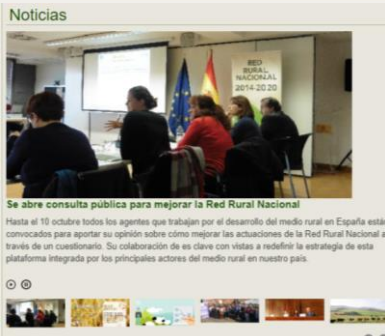 Noticias
RED
RURAL
NACIONAL
2014-2020
Se abre consulta pública para mejorar la Red Rural Nacional
Hasta el 10 octubre todos los agentes que trabajan por el desarrollo del medio rural en España está
convocados para aportar su opinión sobre cómo mejorar las actuaciones de la Red Rural Nacional a
través de un cuestionario. Su colaboración de es clave con vistas a redefinir la estrategia de esta
plataforma integrada por los principales actores del medio rural en nuestro país.